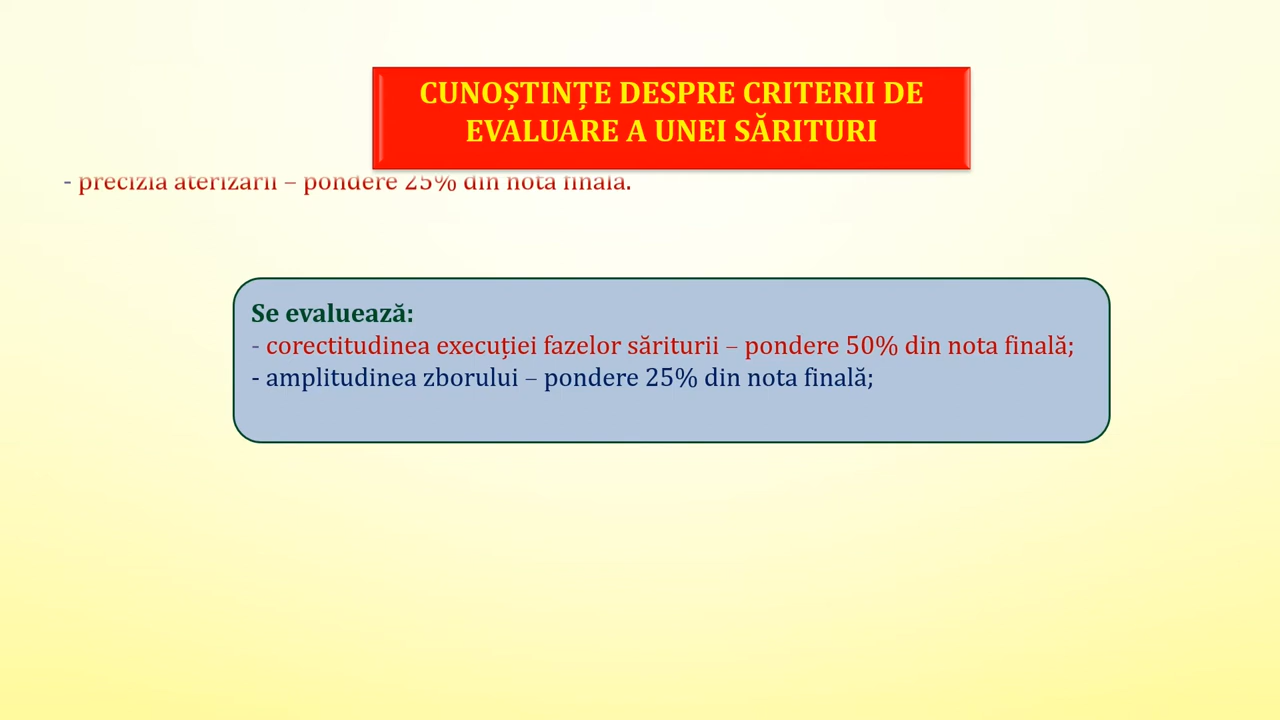 CUNOȘTINȚE DESPRE CRITERII DE
EVALUARE A UNEI SĂRITURI
- precizia aterizării – pondere 25% din nota finală.
Se evaluează:
- corectitudinea execuției fazelor săriturii – pondere 50% din nota finală;
- amplitudinea zborului – pondere 25% din nota finală;